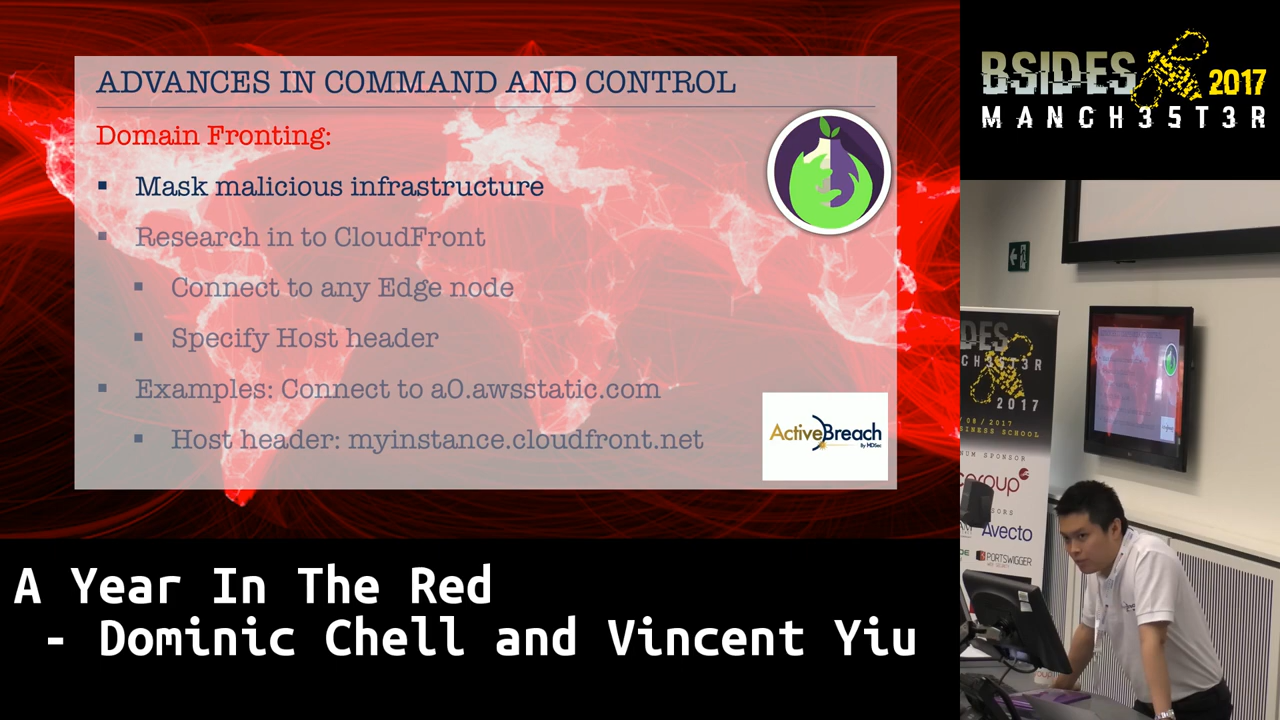 ADVANCES IN COMMAND AND CONTROL
Domain Fronting:
Mask malicious infrastructure
Research in to CloudFront
Connect to any Edge node
Specify Host header
Examples: Connect to a0.awsstatic.com
Host header: myinstance.cloudfront.net
ActiveBreach
By MDSec
A Year In The Red
- Dominic Chell and Vincent Yiu
BSIDES
2017
MANCH35T3R
2017
Avecto
PORTSWIGGER